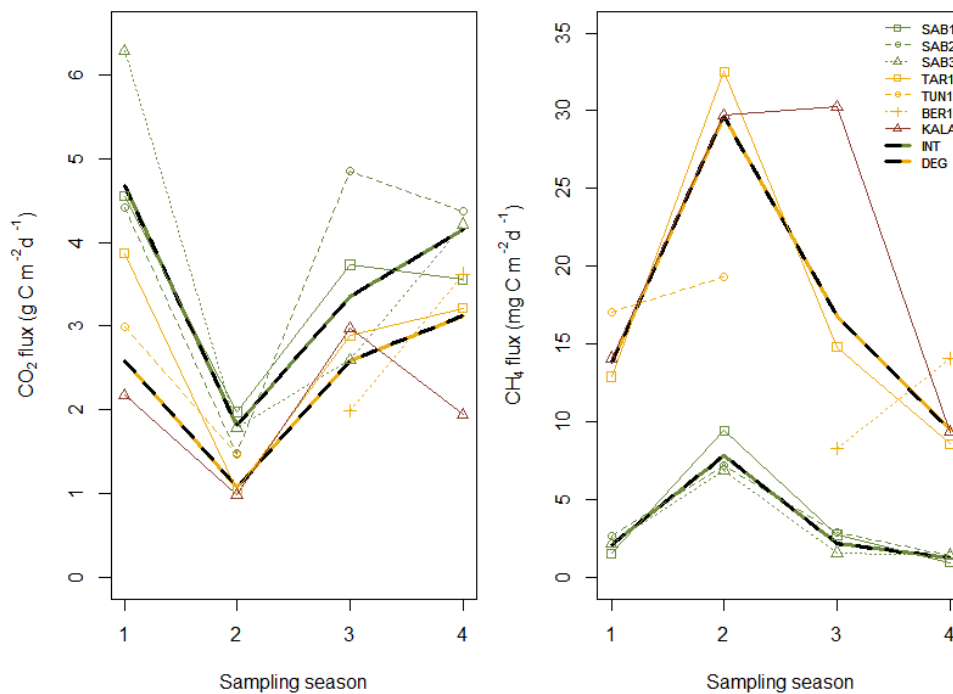 CO₂ flux (g C m⁻² d⁻¹)
6
5
4
3
2
1
0
1 2 3 4
Sampling season
CH₄ flux (mg C m⁻² d⁻¹)
35
30
25
20
15
10
5
0
1 2 3 4
Sampling season
SAB1
SAB2
SAB3
TAR1
TUN1
BER1
KALA
INT
DEG